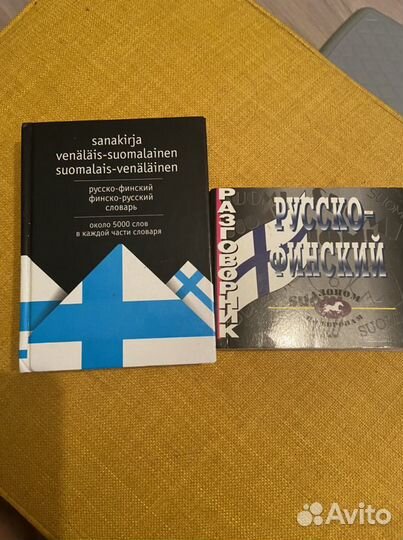 sanakirja
venäläis-suomalainen
suomalais-venäläinen
русско-финский
финско-русский
словарь
около 5000 слов
в каждой части словаря
РАЗГОВОРНИК
РУССКО-
ФИНСКИЙ
SUOMI
Avito